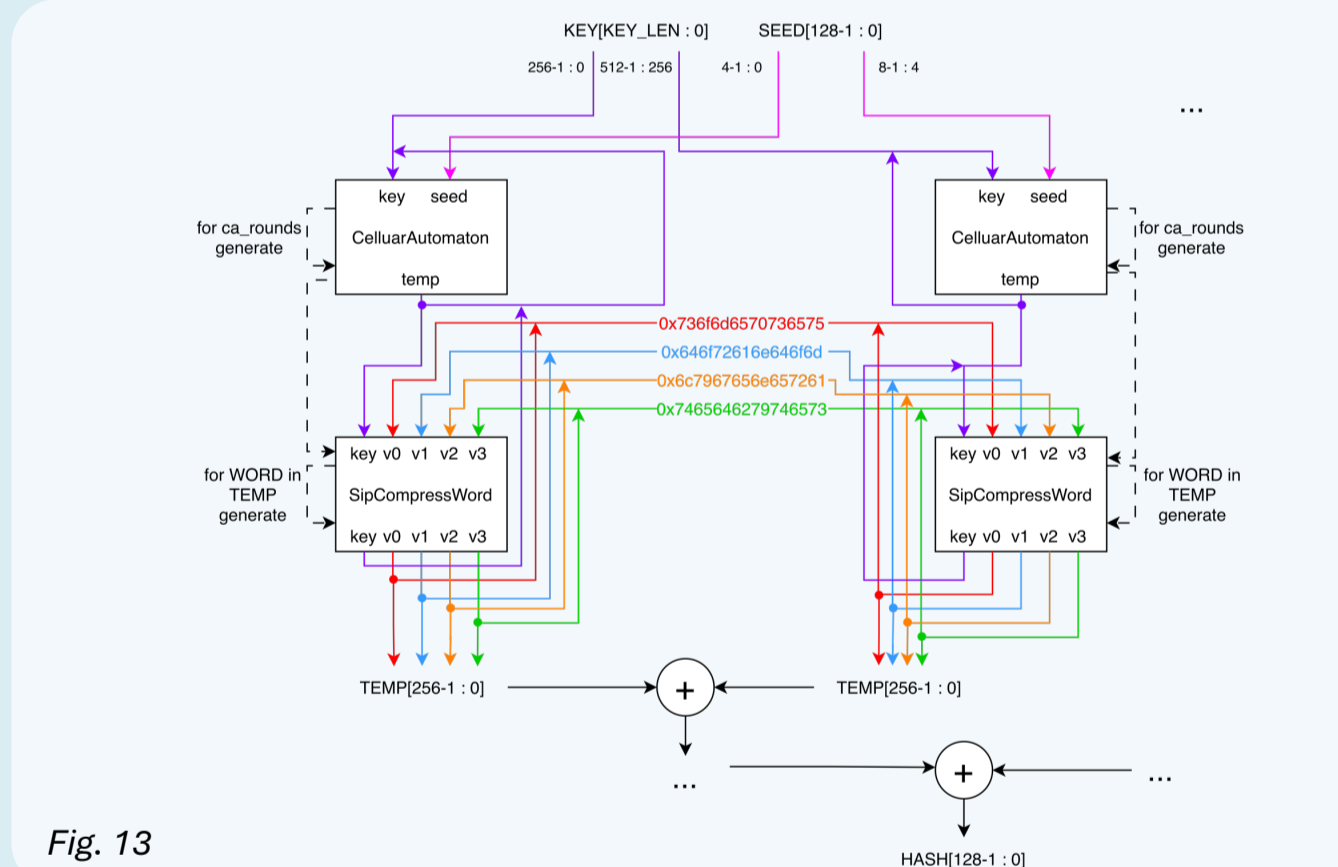 KEY[KEY_LEN : 0]
SEED[128-1 : 0]
256-1 : 0
512-1 : 256
4-1 : 0
8-1 : 4
...
key seed
CelluarAutomaton
temp
for ca_rounds
generate
key seed
CelluarAutomaton
temp
for ca_rounds
generate
0x736f6d6570736575
0x646f72616e646f6d
0x6c7967656e657261
0x7465646279746573
key v0 v1 v2 v3
SipCompressWord
key v0 v1 v2 v3
for WORD in
TEMP
generate
key v0 v1 v2 v3
SipCompressWord
key v0 v1 v2 v3
for WORD in
TEMP
generate
TEMP[256-1 : 0]
+
TEMP[256-1 : 0]
...
+
...
Fig. 13
HASH[128-1 : 0]